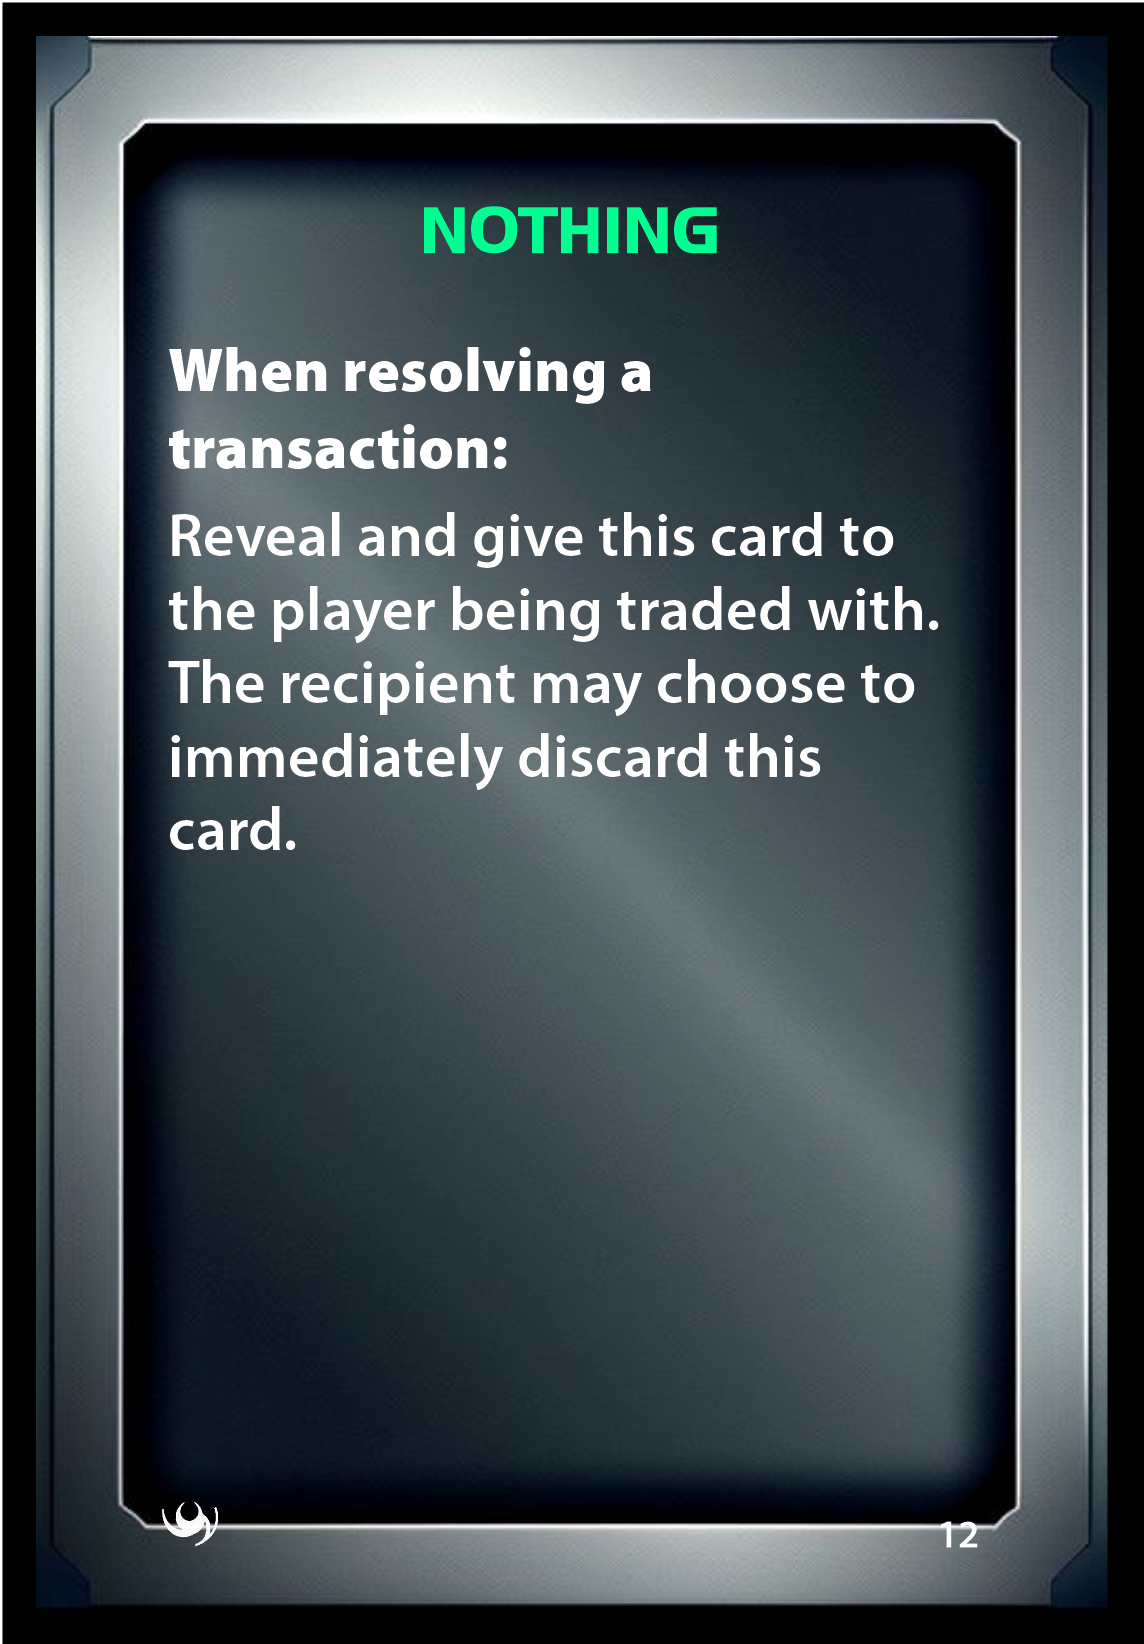 NOTHING
When resolving a
transaction:
Reveal and give this card to
the player being traded with.
The recipient may choose to
immediately discard this
card.
12